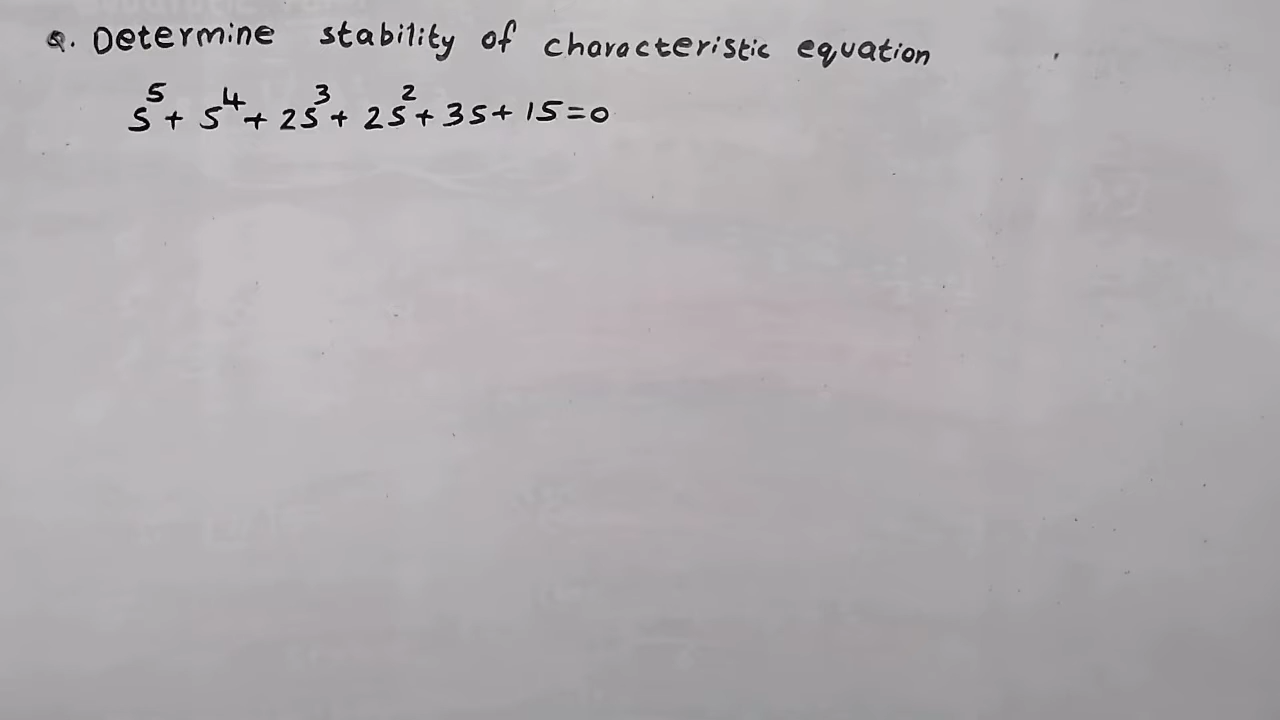 Q. Determine stability of characteristic equation
s⁵ + s⁴ + 2s³ + 2s² + 3s + 15 = 0